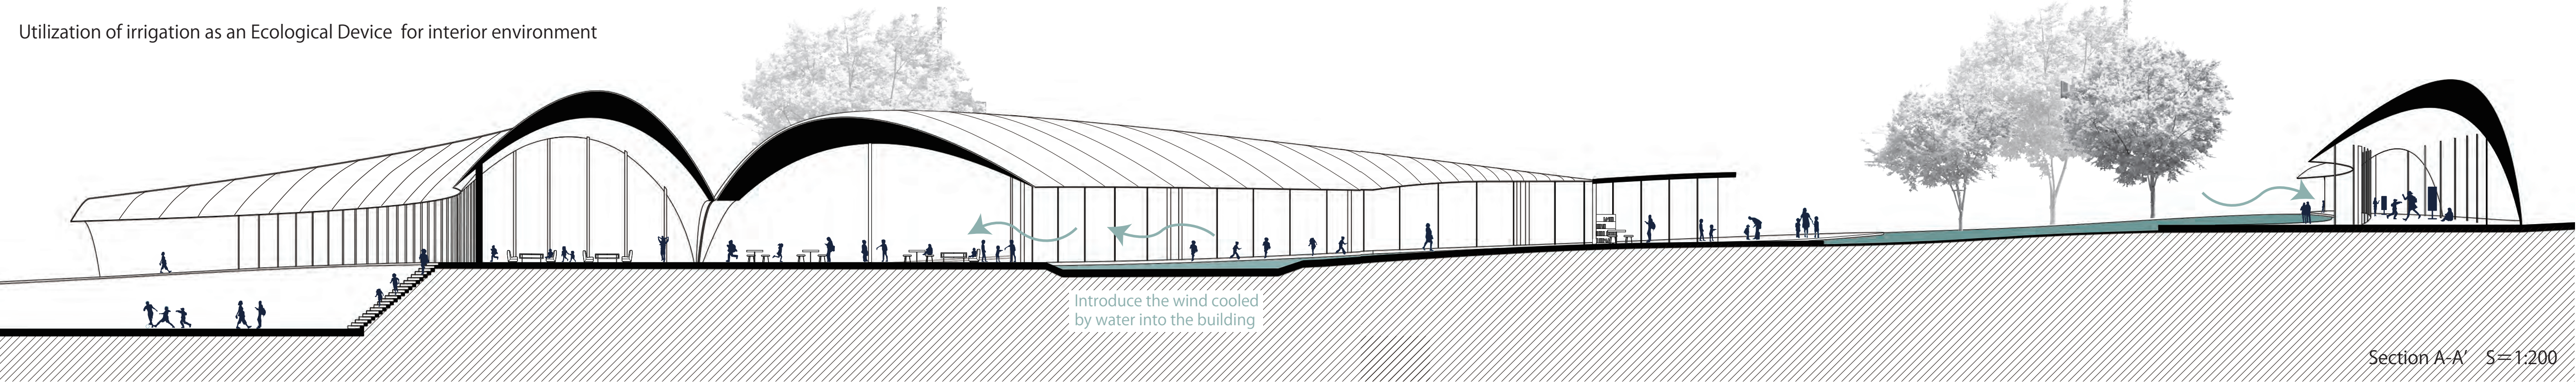 Utilization of irrigation as an Ecological Device  for interior environment
Introduce the wind cooled
by water into the building
Section A-A’   S=1:200